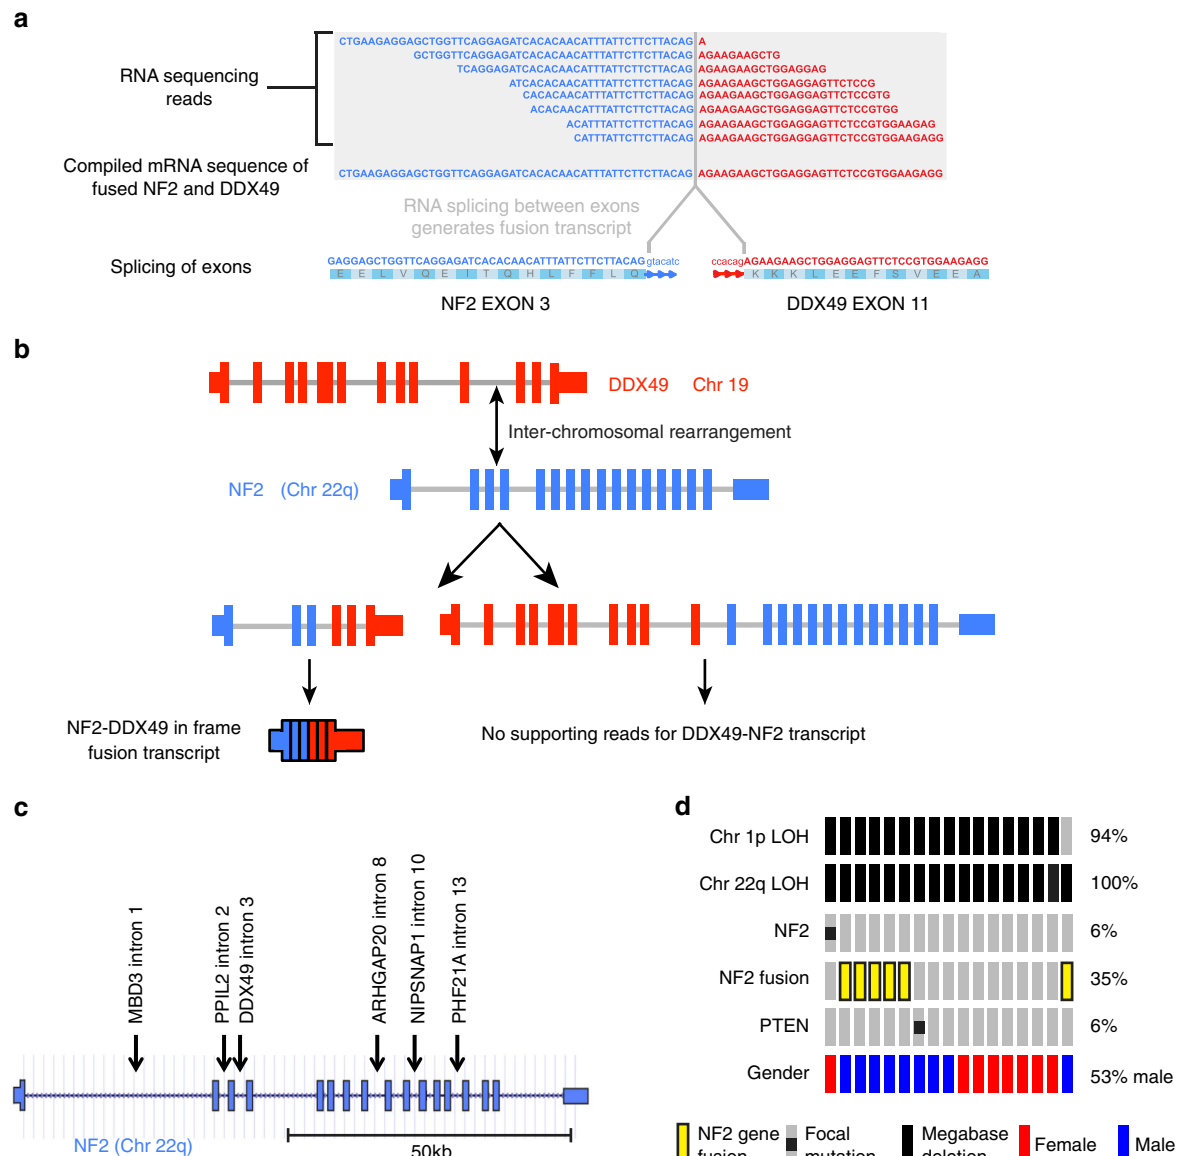 a
RNA sequencing
reads
CTGAAGAGGAGCTGGTTCAGGAGATCACACAACATTTATTCTTCTTACAG A
GCTGGTTCAGGAGATCACACAACATTTATTCTTCTTACAG AGAAGAAGCTG
TCAGGAGATCACACAACATTTATTCTTCTTACAG AGAAGAAGCTGGAGGAG
ATCACACAACATTTATTCTTCTTACAG AGAAGAAGCTGGAGGAGTTCTCCG
CACACAACATTTATTCTTCTTACAG AGAAGAAGCTGGAGGAGTTCTCCGTG
ACACAACATTTATTCTTCTTACAG AGAAGAAGCTGGAGGAGTTCTCCGTGG
ACATTTATTCTTCTTACAG AGAAGAAGCTGGAGGAGTTCTCCGTGGAAGAG
CATTTATTCTTCTTACAG AGAAGAAGCTGGAGGAGTTCTCCGTGGAAGAGG
Compiled mRNA sequence of
fused NF2 and DDX49
CTGAAGAGGAGCTGGTTCAGGAGATCACACAACATTTATTCTTCTTACAG AGAAGAAGCTGGAGGAGTTCTCCGTGGAAGAGG
RNA splicing between exons
generates fusion transcript
Splicing of exons
GAGGAGCTGGTTCAGGAGATCACACAACATTTATTCTTCTTACAGgtacatc
E E L V Q E I T Q H L F F L Q
ccacagAGAAGAAGCTGGAGGAGTTCTCCGTGGAAGAGG
K K K L E E F S V E E A
NF2 EXON 3
DDX49 EXON 11
b
DDX49 Chr 19
Inter-chromosomal rearrangement
NF2 (Chr 22q)
NF2-DDX49 in frame
fusion transcript
No supporting reads for DDX49-NF2 transcript
c
MBD3 intron 1
PPIL2 intron 2
DDX49 intron 3
ARHGAP20 intron 8
NIPSNAP1 intron 10
PHF21A intron 13
NF2 (Chr 22q)
50kb
d
Chr 1p LOH 94%
Chr 22q LOH 100%
NF2 6%
NF2 fusion 35%
PTEN 6%
Gender 53% male
NF2 gene
fusion
Focal
mutation
Megabase
deletion
Female
Male